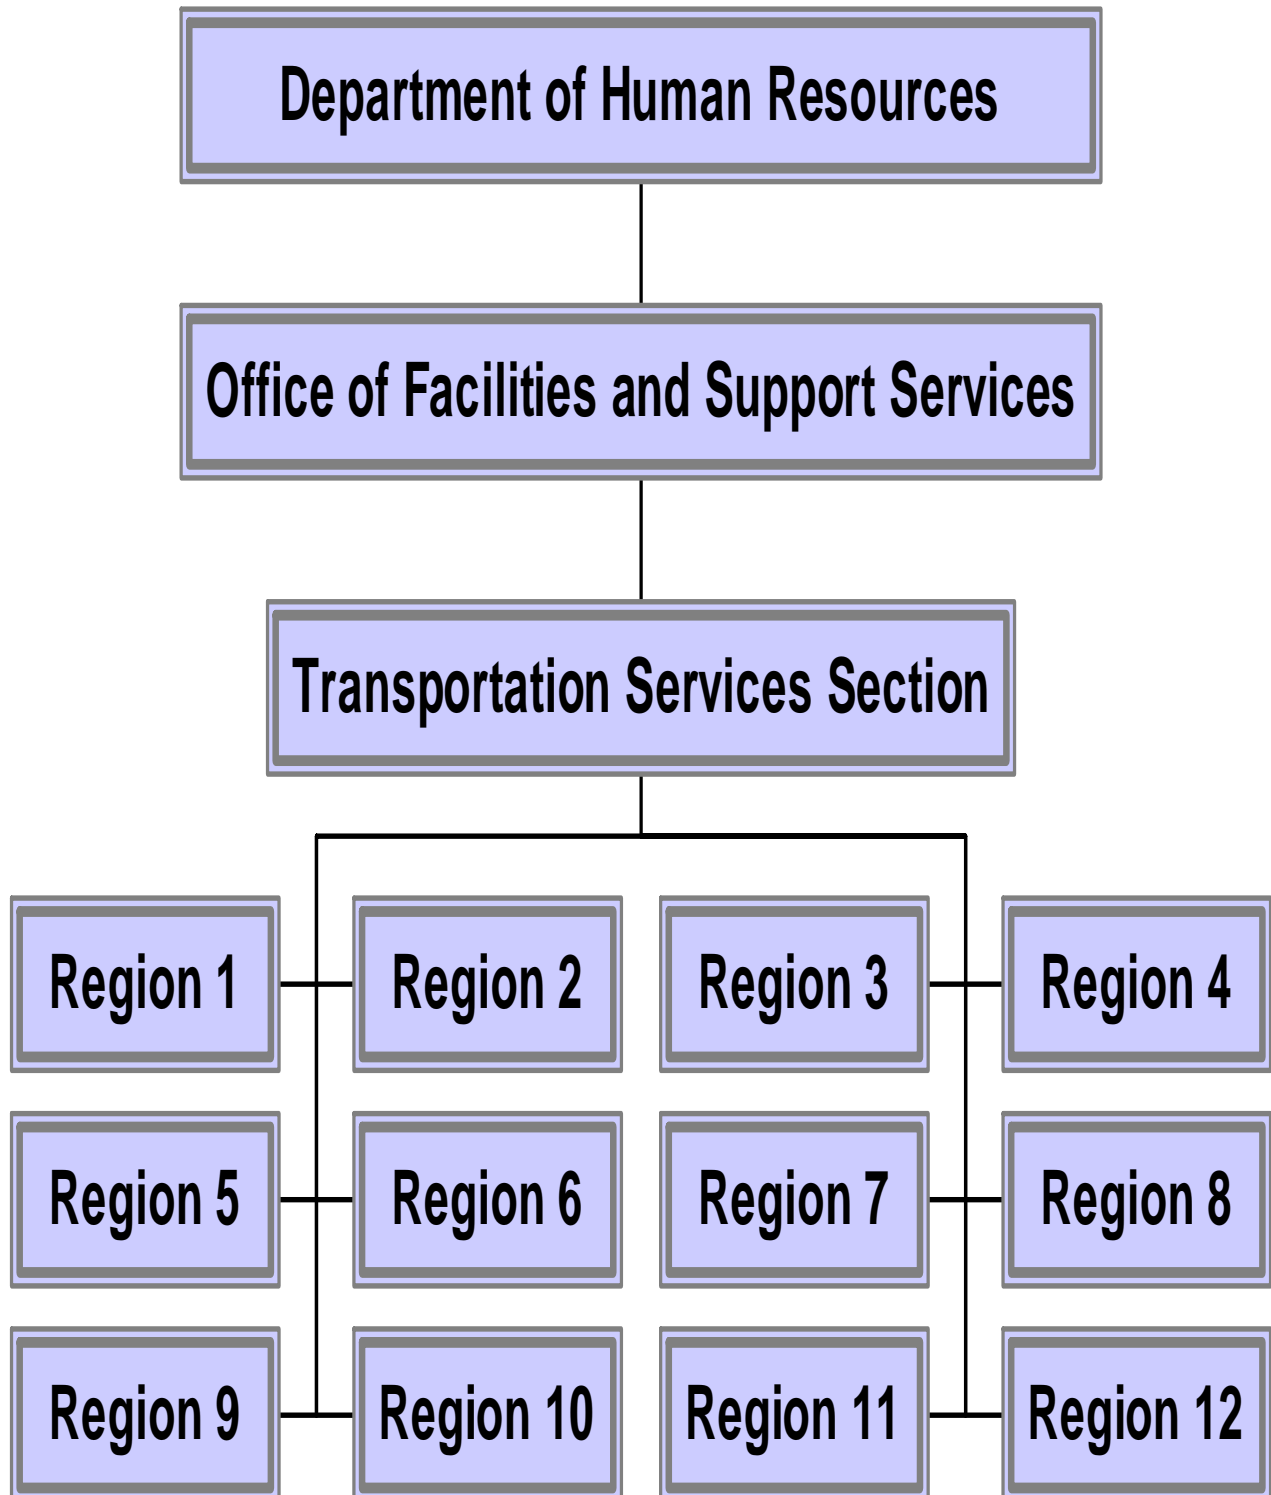 Department of Human Resources
Office of Facilities and Support Services
Transportation Services Section
Region 1
Region 2
Region 3
Region 4
Region 5
Region 6
Region 7
Region 8
Region 9
Region 10
Region 11
Region 12